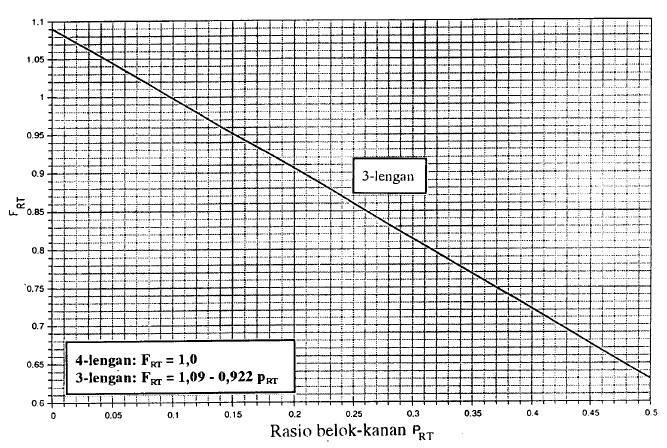 1.1
1.05
1
0.95
0.9
0.85
0.8
0.75
0.7
0.65
0.6
F_RT
3-lengan
4-lengan: F_RT = 1,0
3-lengan: F_RT = 1,09 - 0,922 p_RT
0 0.05 0.1 0.15 0.2 0.25 0.3 0.35 0.4 0.45 0.5
Rasio belok-kanan P_RT